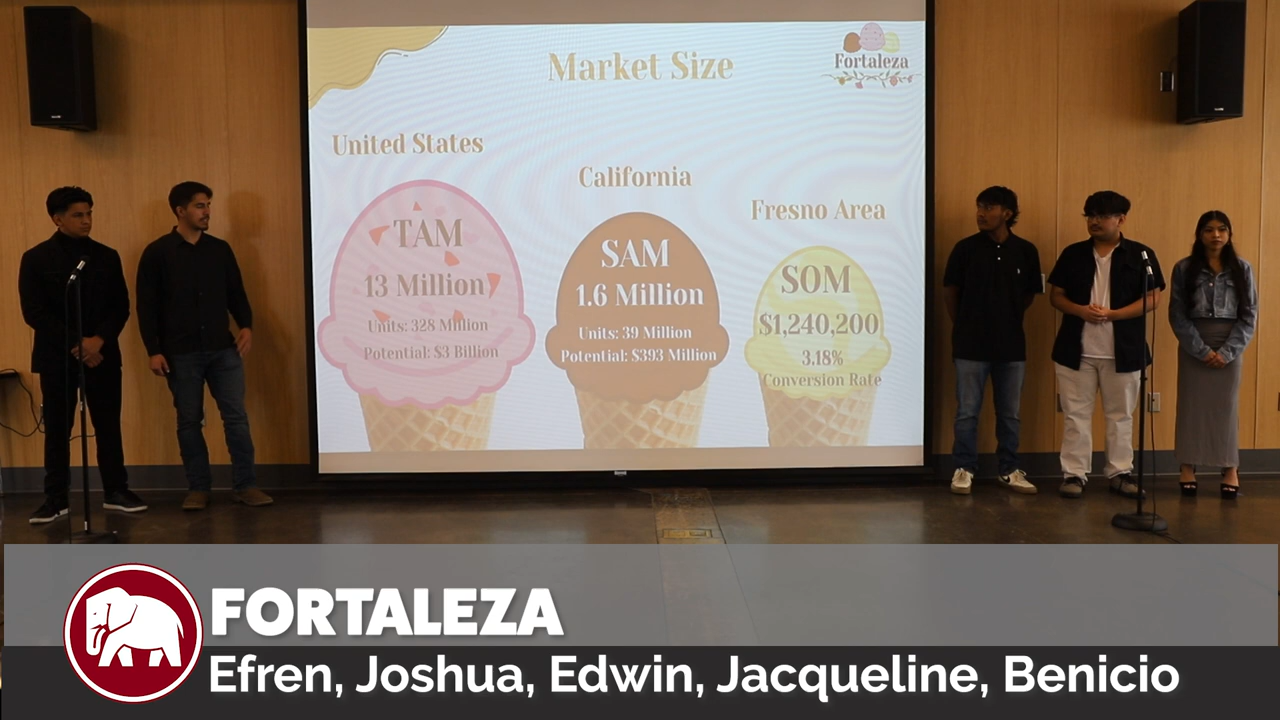 Market Size
Fortaleza
United States
TAM
13 Million
Units: 328 Million
Potential: $3 Billion
California
SAM
1.6 Million
Units: 39 Million
Potential: $393 Million
Fresno Area
SOM
$1,240,200
3.18%
Conversion Rate
FORTALEZA
Efren, Joshua, Edwin, Jacqueline, Benicio